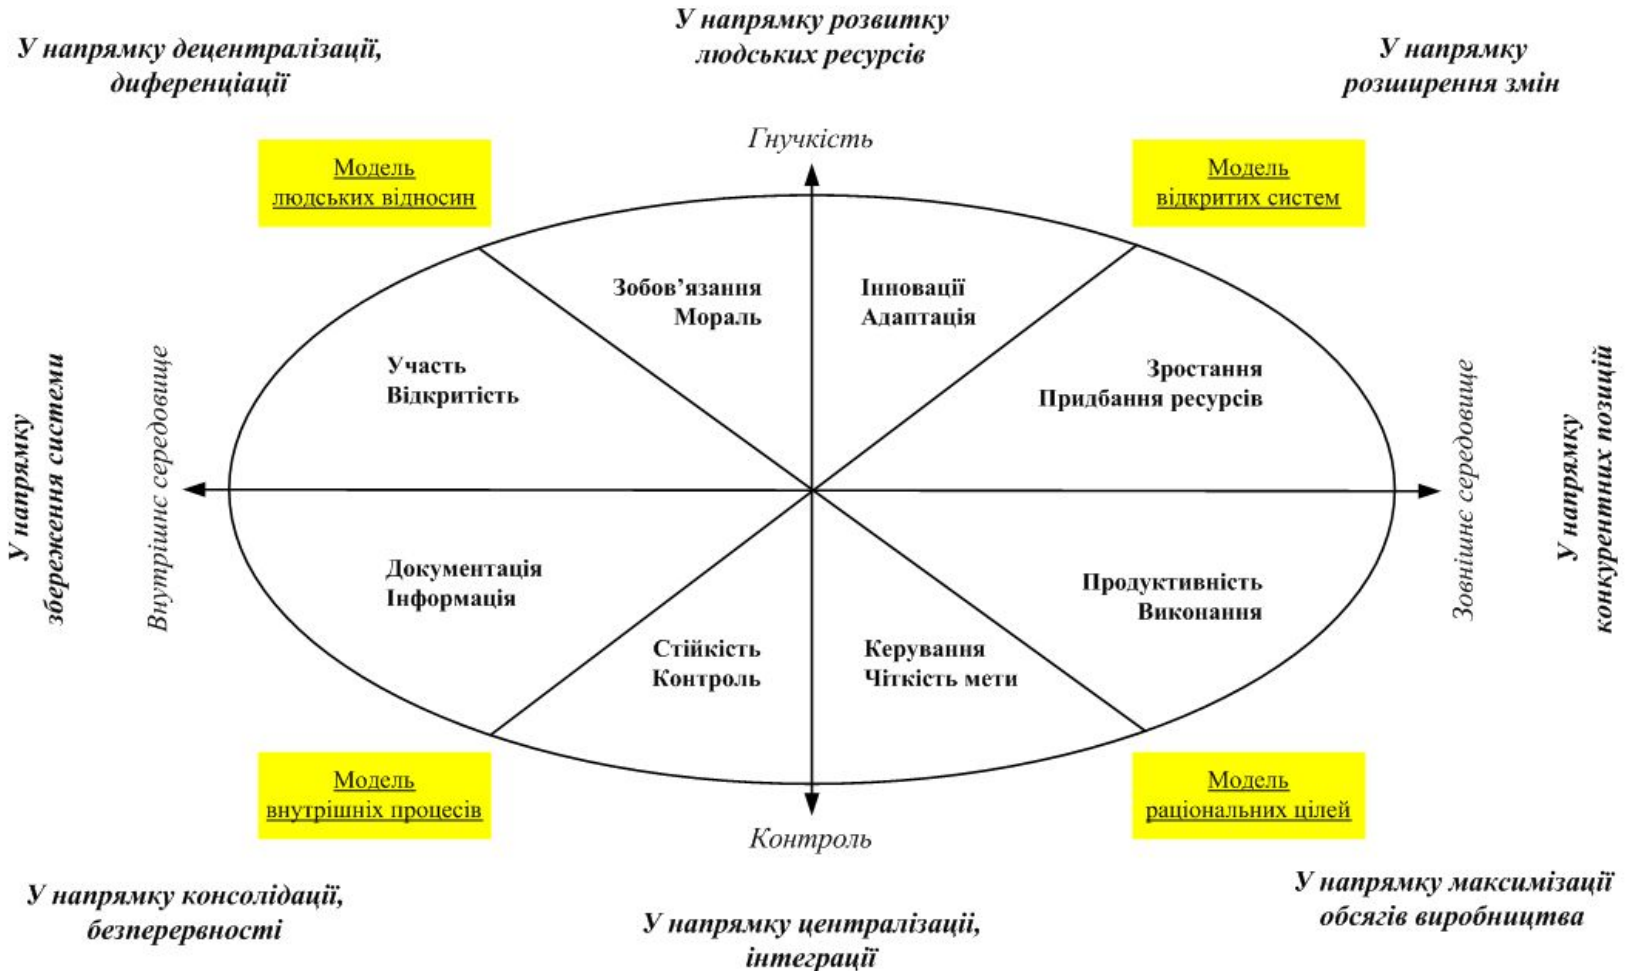 У напрямку розвитку
людських ресурсів
У напрямку децентралізації,
диференціації
У напрямку
розширення змін
Гнучкість
Модель
людських відносин
Модель
відкритих систем
Зобов’язання
Мораль
Інновації
Адаптація
Участь
Відкритість
Зростання
Придбання ресурсів
У напрямку
збереження системи
Внутрішнє середовище
Зовнішнє середовище
У напрямку
конкурентних позицій
Документація
Інформація
Продуктивність
Виконання
Стійкість
Контроль
Керування
Чіткість мети
Модель
внутрішніх процесів
Модель
раціональних цілей
Контроль
У напрямку консолідації,
безперервності
У напрямку централізації,
інтеграції
У напрямку максимізації
обсягів виробництва